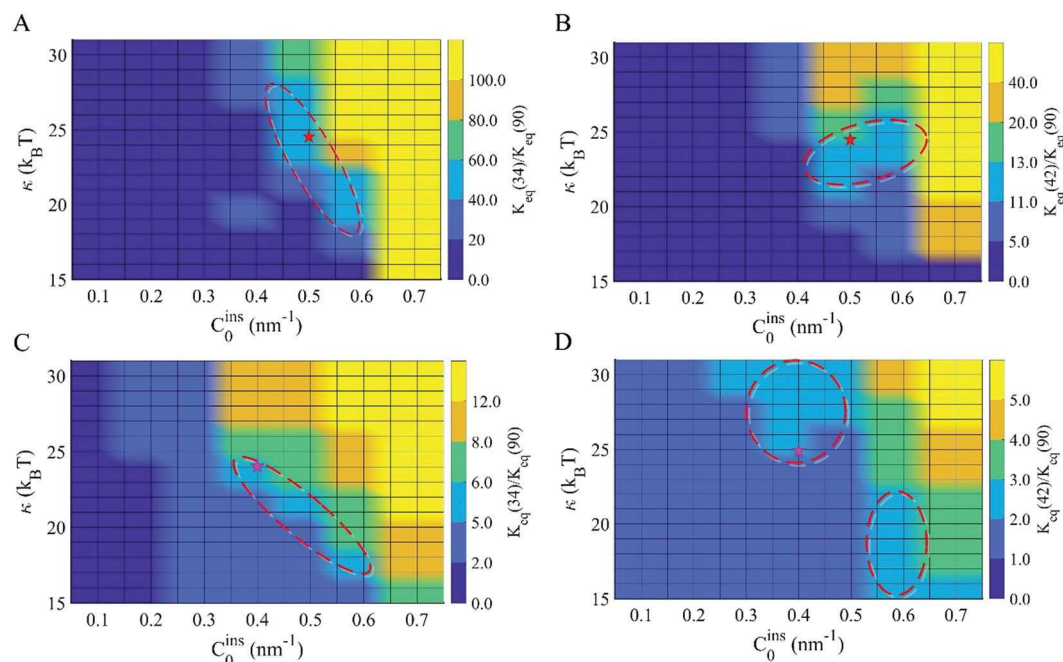 A
30
25
20
15
κ (k_BT)
0.1 0.2 0.3 0.4 0.5 0.6 0.7
C_0^ins (nm^-1)
100.0
80.0
60.0
40.0
20
0.0
K_eq(34)/K_eq(90)
B
30
25
20
15
κ (k_BT)
0.1 0.2 0.3 0.4 0.5 0.6 0.7
C_0^ins (nm^-1)
40.0
20.0
13.0
11.0
5.0
0.0
K_eq(42)/K_eq(90)
C
30
25
20
15
κ (k_BT)
0.1 0.2 0.3 0.4 0.5 0.6 0.7
C_0^ins (nm^-1)
12.0
8.0
6.0
5.0
2.0
0.0
K_eq(34)/K_eq(90)
D
30
25
20
15
κ (k_BT)
0.1 0.2 0.3 0.4 0.5 0.6 0.7
C_0^ins (nm^-1)
5.0
4.0
3.0
2.0
1.0
0.0
K_eq(42)/K_eq(90)